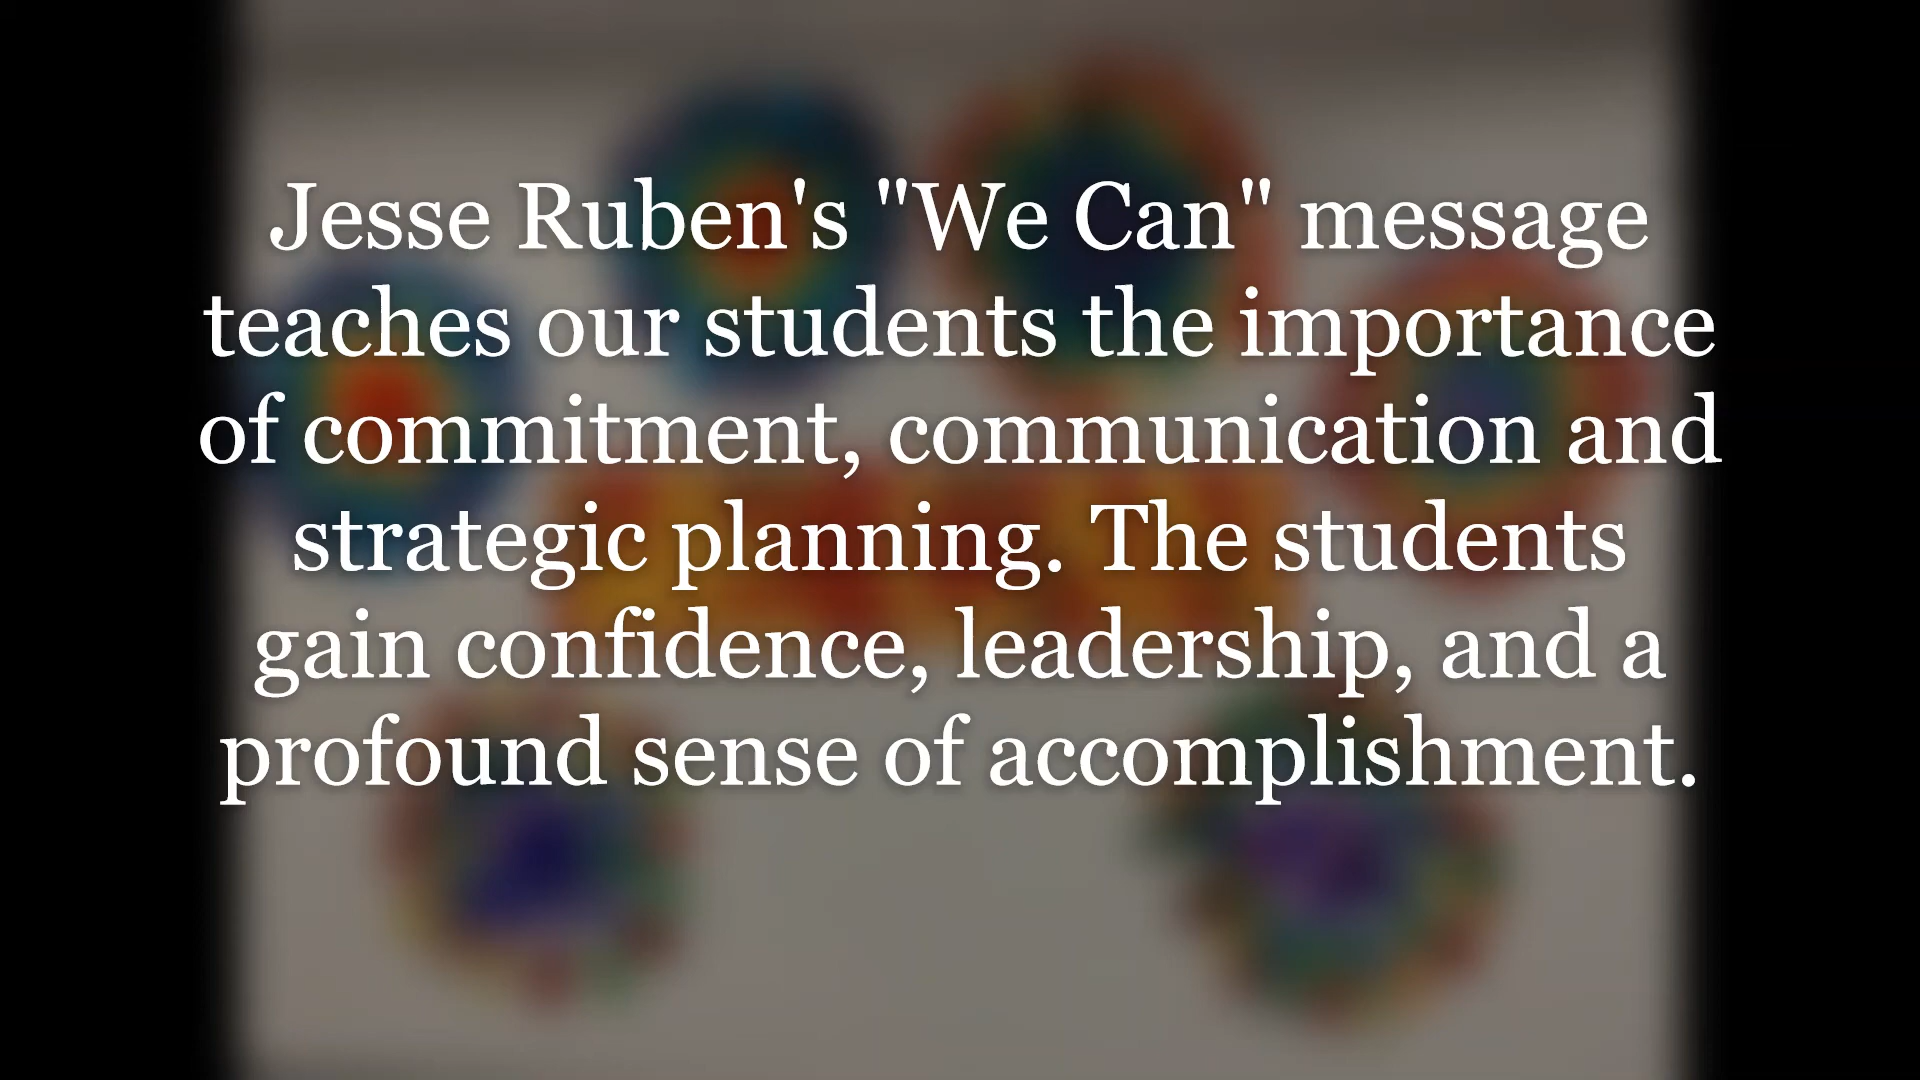 Jesse Ruben's "We Can" message
teaches our students the importance
of commitment, communication and
strategic planning. The students
gain confidence, leadership, and a
profound sense of accomplishment.